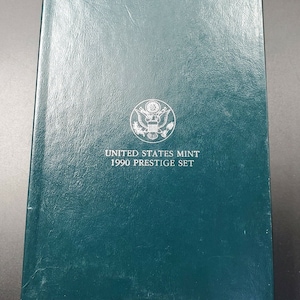 UNITED STATES MINT
1990 PRESTIGE SET